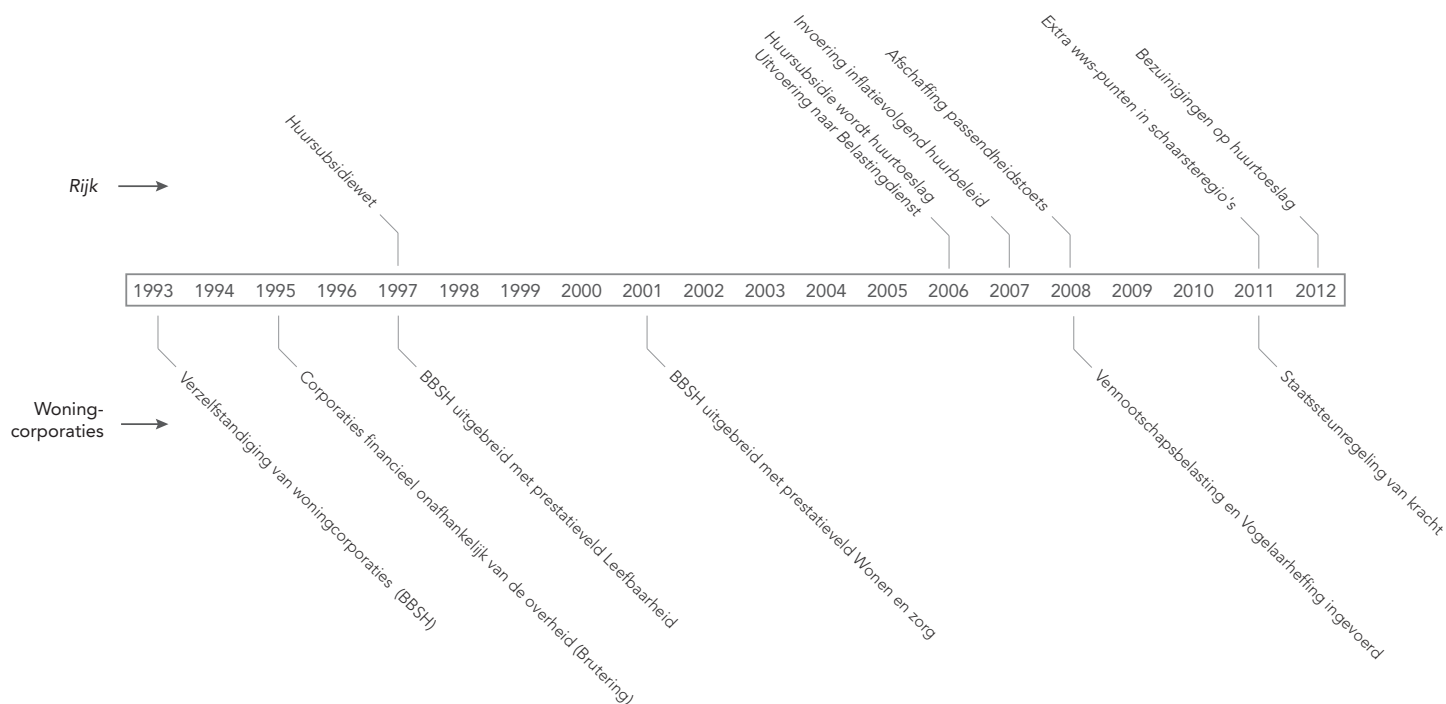 Rijk
Huursubsidiewet
Huursubsidie wordt huurtoeslag
Uitvoering naar Belastingdienst
Invoering inflatievolgend huurbeleid
Afschaffing passendheidstoets
Extra wws-punten in schaarsteregio's
Bezuinigingen op huurtoeslag
1993 1994 1995 1996 1997 1998 1999 2000 2001 2002 2003 2004 2005 2006 2007 2008 2009 2010 2011 2012
Woning-
corporaties
Verzelfstandiging van woningcorporaties (BBSH)
Corporaties financieel onafhankelijk van de overheid (Brutering)
BBSH uitgebreid met prestatieveld Leefbaarheid
BBSH uitgebreid met prestatieveld Wonen en zorg
Vennootschapsbelasting en Vogelaarheffing ingevoerd
Staatssteunregeling van kracht